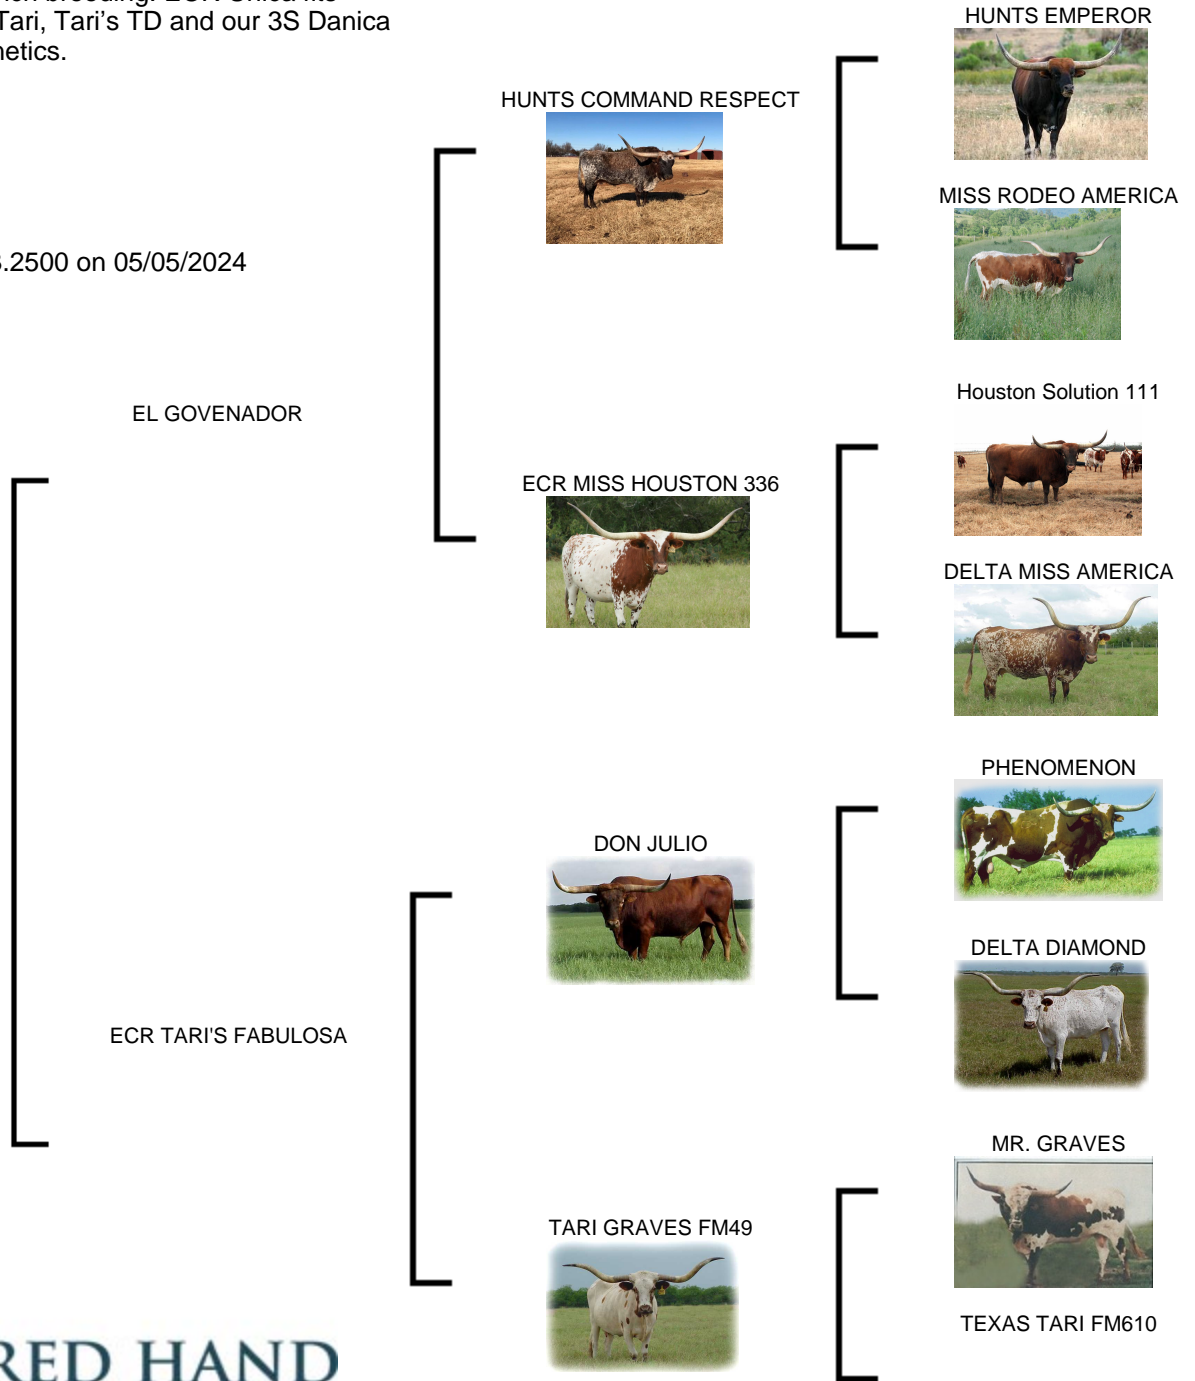 Tari, Tari's TD and our 3S Danica
netics.
.2500 on 05/05/2024
HUNTS EMPEROR
HUNTS COMMAND RESPECT
MISS RODEO AMERICA
EL GOVENADOR
Houston Solution 111
ECR MISS HOUSTON 336
DELTA MISS AMERICA
PHENOMENON
DON JULIO
DELTA DIAMOND
ECR TARI'S FABULOSA
MR. GRAVES
TARI GRAVES FM49
TEXAS TARI FM610
RED HAND